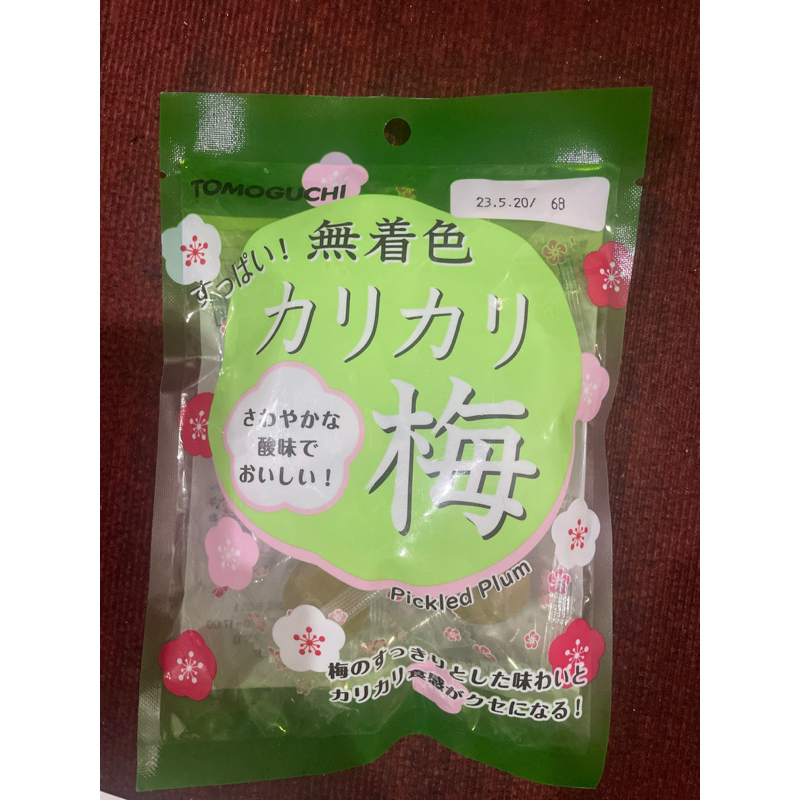 TOMOGUCHI
23.5.20/ 68
すっぱい！
無着色
カリカリ
梅
さわやかな
酸味で
おいしい！
Pickled Plum
梅のすっきりとした味わいと
カリカリ食感がクセになる！